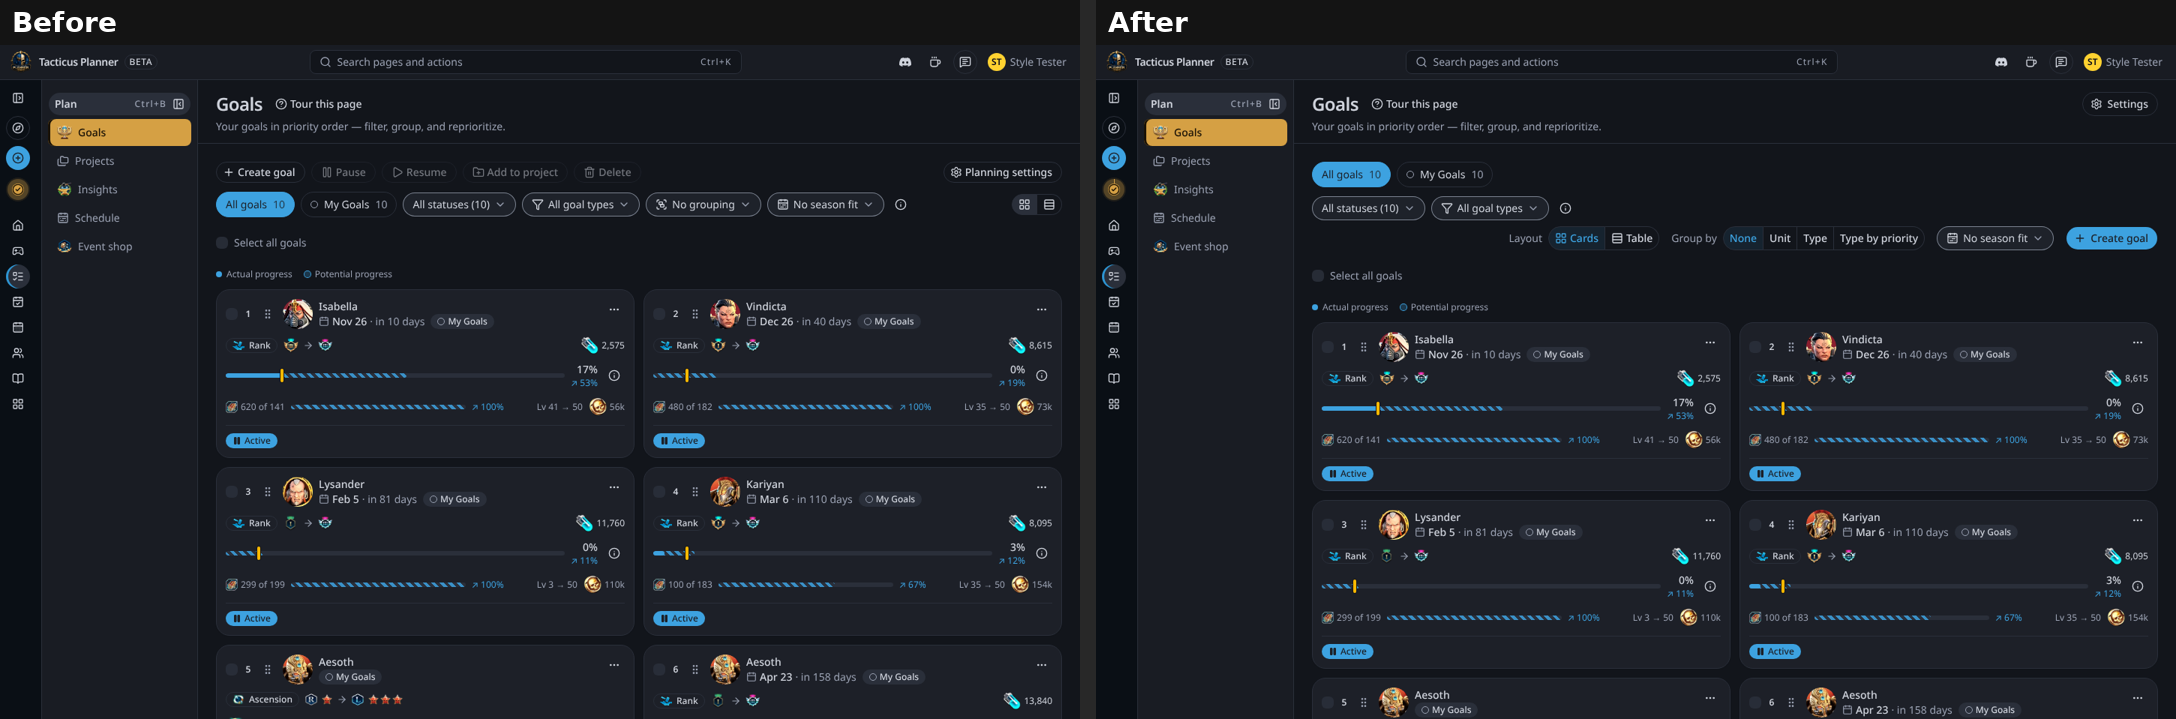 Before
Tacticus Planner BETA
Search pages and actions Ctrl+K
ST Style Tester
Plan Ctrl+B
Goals
Projects
Insights
Schedule
Event shop
Goals Tour this page
Your goals in priority order — filter, group, and reprioritize.
+ Create goal Pause Resume Add to project Delete Planning settings
All goals 10 My Goals 10 All statuses (10) All goal types No grouping No season fit
Select all goals
Actual progress Potential progress
1 Isabella
Nov 26 · in 10 days My Goals
Rank → 2,575
17%
↗ 53%
620 of 141 ↗ 100% Lv 41 → 50 56k
Active
2 Vindicta
Dec 26 · in 40 days My Goals
Rank → 8,615
0%
↗ 19%
480 of 182 ↗ 100% Lv 35 → 50 73k
Active
3 Lysander
Feb 5 · in 81 days My Goals
Rank → 11,760
0%
↗ 11%
299 of 199 ↗ 100% Lv 3 → 50 110k
Active
4 Kariyan
Mar 6 · in 110 days My Goals
Rank → 8,095
3%
↗ 12%
100 of 183 ↗ 67% Lv 35 → 50 154k
Active
5 Aesoth
My Goals
Ascension R → L
6 Aesoth
Apr 23 · in 158 days My Goals
Rank → 13,840
After
Tacticus Planner BETA
Search pages and actions Ctrl+K
ST Style Tester
Plan Ctrl+B
Goals
Projects
Insights
Schedule
Event shop
Goals Tour this page Settings
Your goals in priority order — filter, group, and reprioritize.
All goals 10 My Goals 10
All statuses (10) All goal types
Layout Cards Table Group by None Unit Type Type by priority No season fit + Create goal
Select all goals
Actual progress Potential progress
1 Isabella
Nov 26 · in 10 days My Goals
Rank → 2,575
17%
↗ 53%
620 of 141 ↗ 100% Lv 41 → 50 56k
Active
2 Vindicta
Dec 26 · in 40 days My Goals
Rank → 8,615
0%
↗ 19%
480 of 182 ↗ 100% Lv 35 → 50 73k
Active
3 Lysander
Feb 5 · in 81 days My Goals
Rank → 11,760
0%
↗ 11%
299 of 199 ↗ 100% Lv 3 → 50 110k
Active
4 Kariyan
Mar 6 · in 110 days My Goals
Rank → 8,095
3%
↗ 12%
100 of 183 ↗ 67% Lv 35 → 50 154k
Active
5 Aesoth
My Goals
6 Aesoth
Apr 23 · in 158 days My Goals